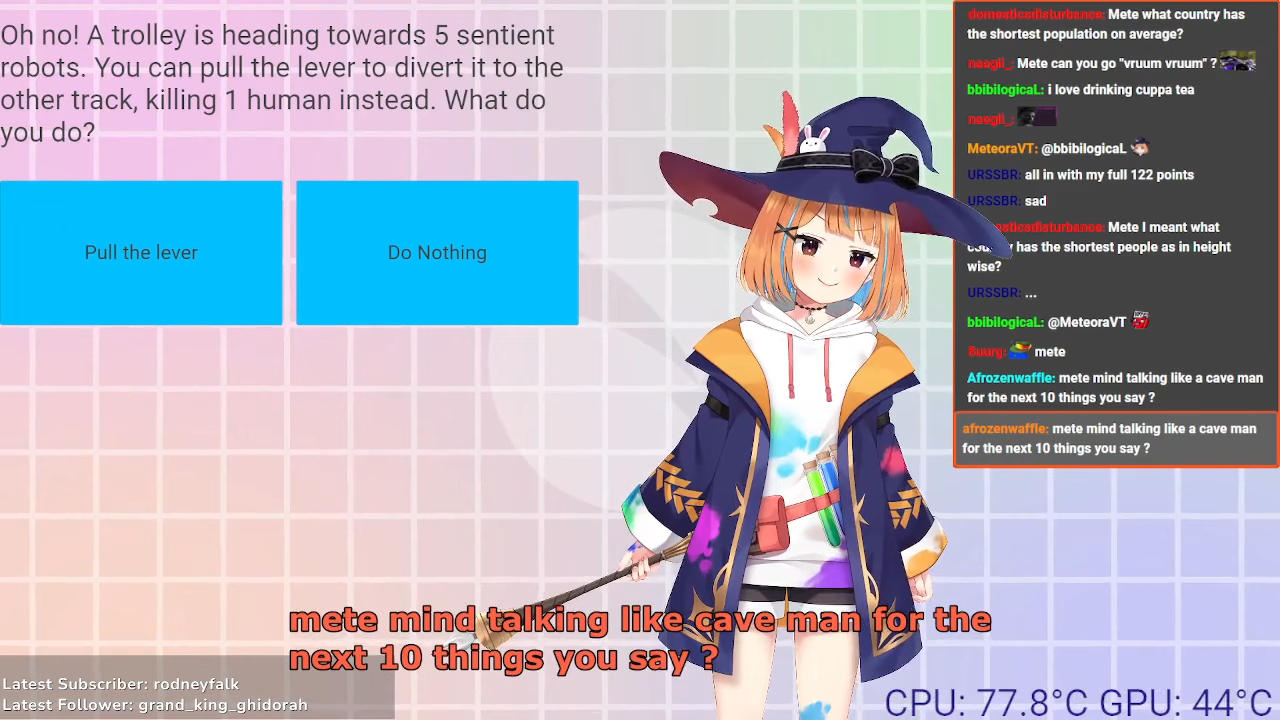 Oh no! A trolley is heading towards 5 sentient
robots. You can pull the lever to divert it to the
other track, killing 1 human instead. What do
you do?
Pull the lever
Do Nothing
domesticadisturbance: Mete what country has
the shortest population on average?
naegii_: Mete can you go "vruum vruum" ?
bbibilogicaL: i love drinking cuppa tea
naegii_:
MeteoraVT: @bbibilogicaL
URSSBR: all in with my full 122 points
URSSBR: sad
Mete I meant what
has the shortest people as in height
wise?
URSSBR: ...
bbibilogicaL: @MeteoraVT
Suurg: mete
Afrozenwaffle: mete mind talking like a cave man
for the next 10 things you say ?
afrozenwaffle: mete mind talking like a cave man
for the next 10 things you say ?
mete mind talking like cave man for the
next 10 things you say ?
Latest Subscriber: rodneyfalk
Latest Follower: grand_king_ghidorah
CPU: 77.8°C GPU: 44°C